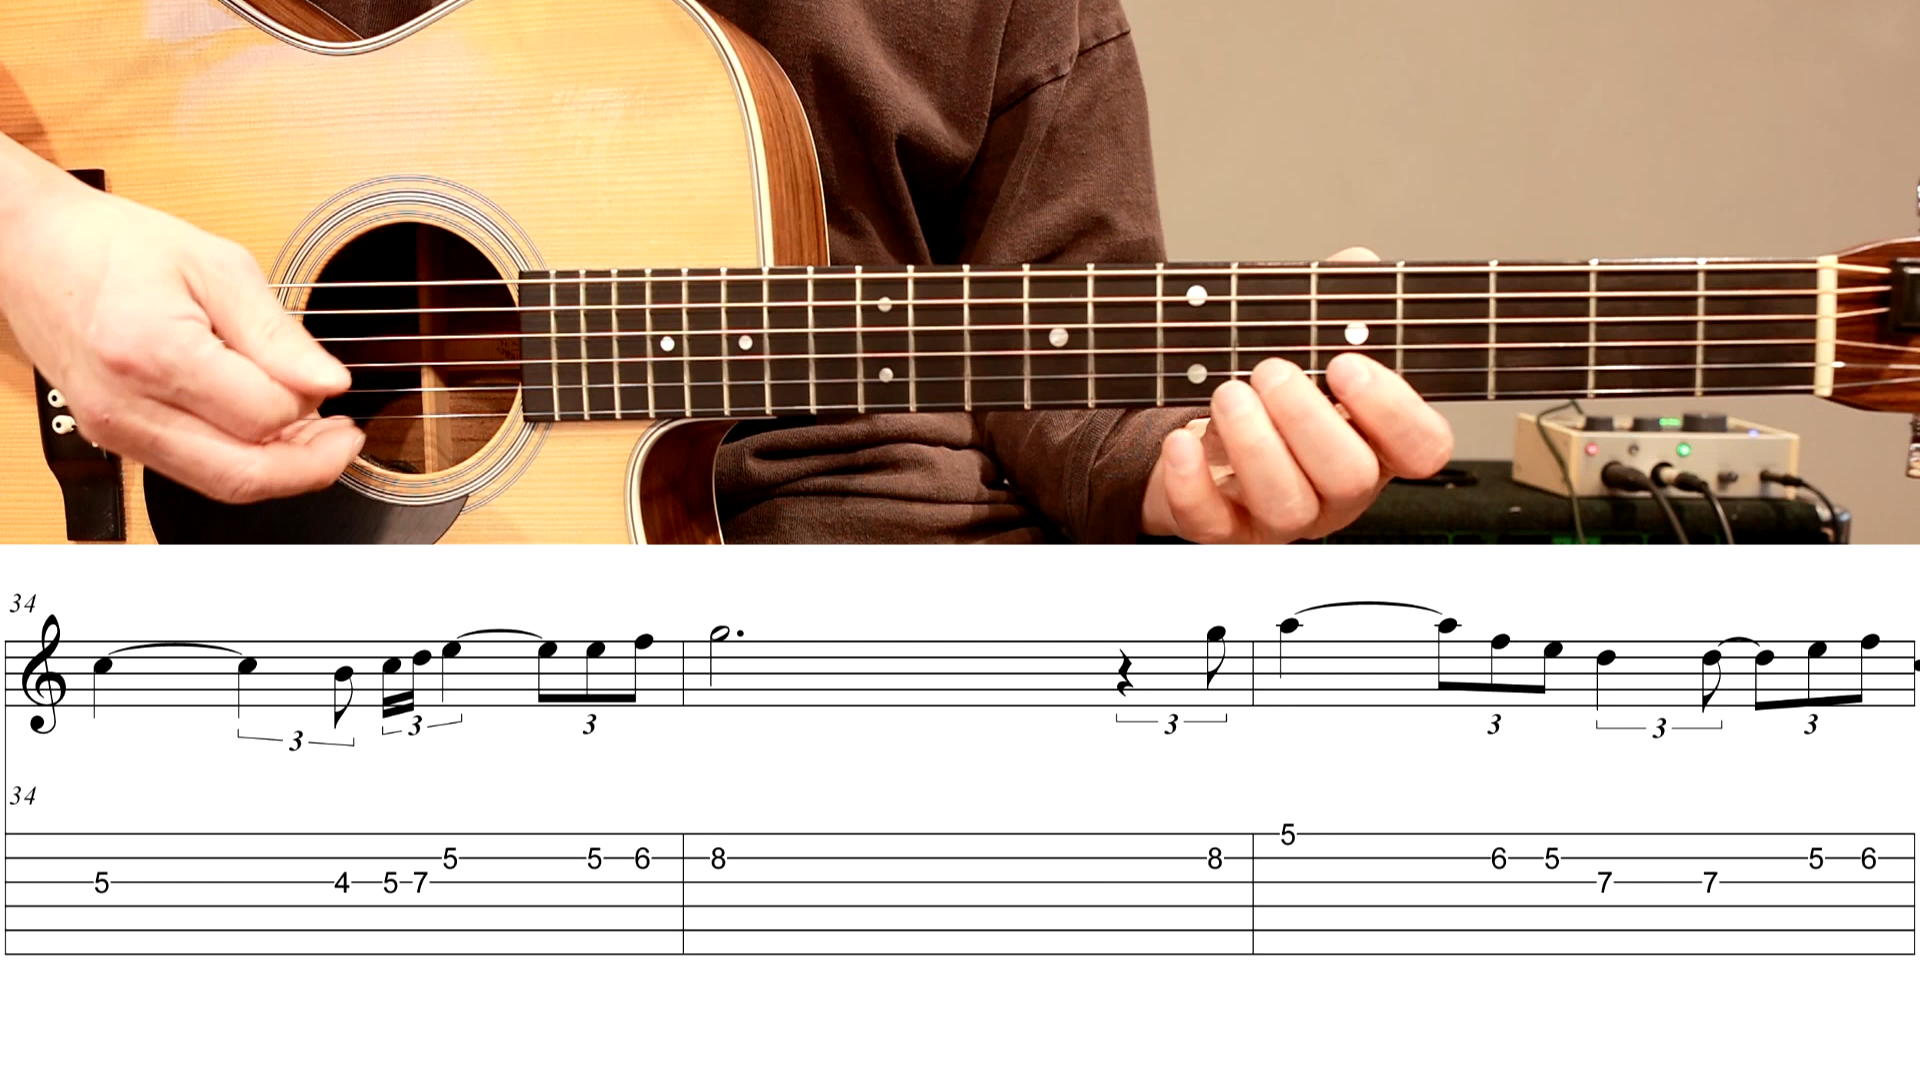 34
3 3 3 3 3 3 3
34
5
5 5 6 8 8 6 5 5 6
5 4 5 7 7 7